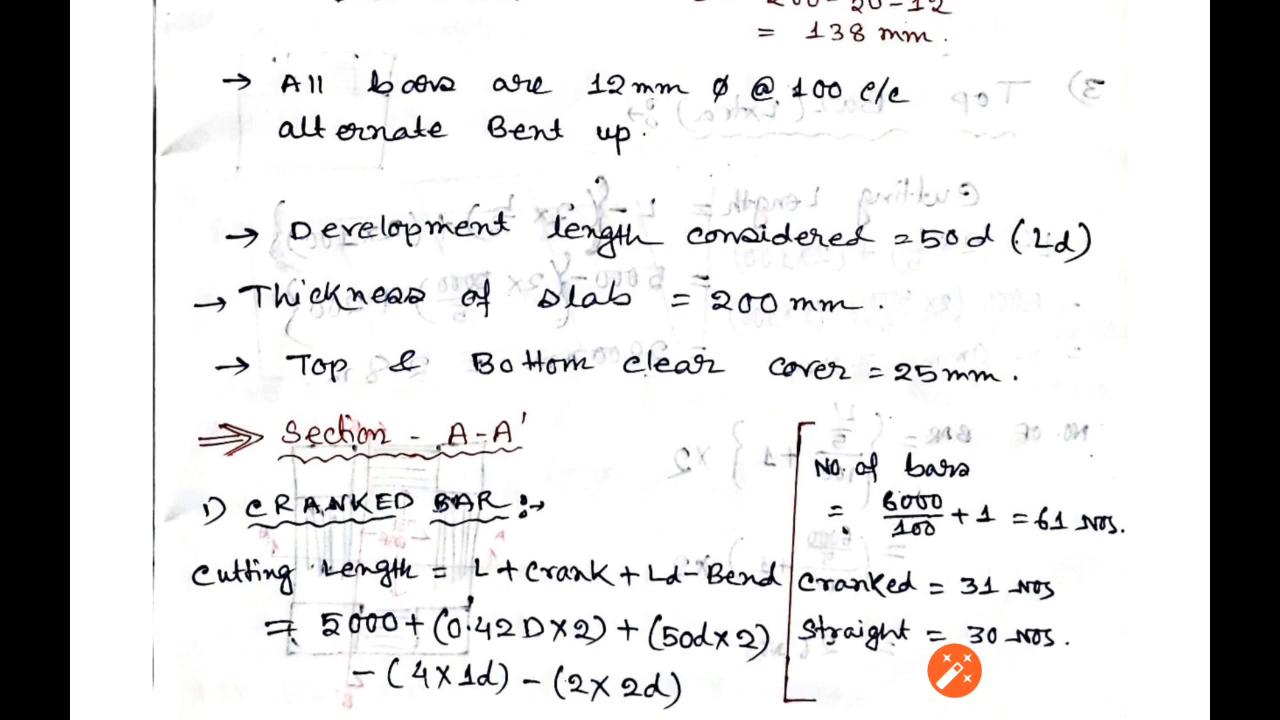 200-20-12
= 138 mm.
→ All bars are 12mm ϕ @ 100 c/c
alternate Bent up.
→ Development length considered = 50d (Ld)
→ Thickness of slab = 200 mm.
→ Top & Bottom clear cover = 25 mm.
⇒ Section - A-A'
1) CRANKED BAR :→
Cutting Length = L + Crank + Ld - Bend
= 5000 + (0.42D×2) + (50d×2)
- (4×1d) - (2×2d)
No. of bars
= 6000/100 + 1 = 61 Nos.
Cranked = 31 Nos
Straight = 30 Nos.